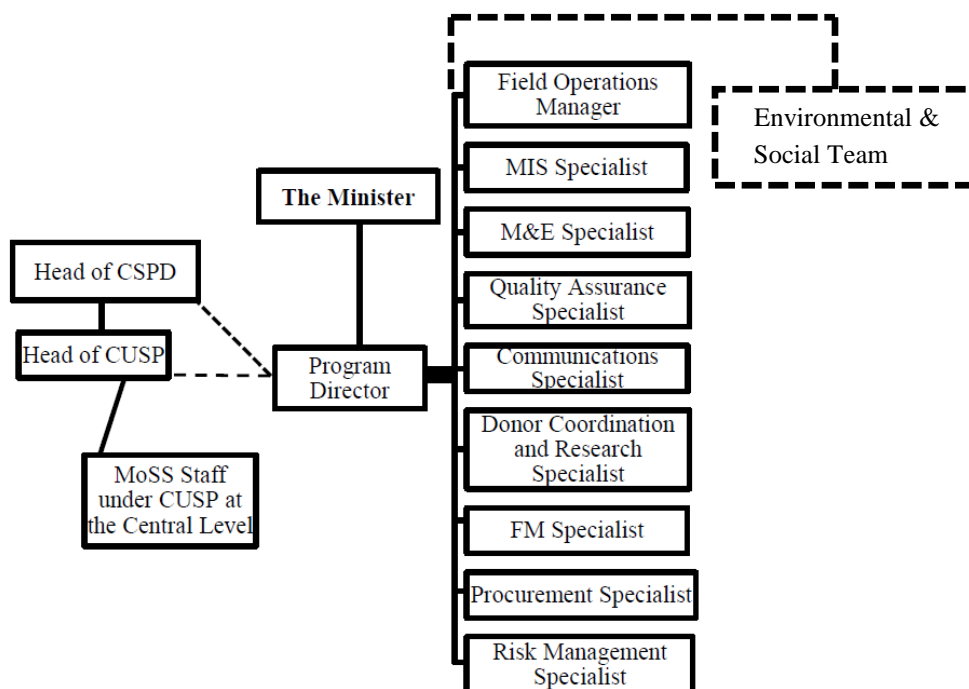 Field Operations
Manager
Environmental &
Social Team
MIS Specialist
The Minister
M&E Specialist
Head of CSPD
Quality Assurance
Specialist
Head of CUSP
Program
Director
Communications
Specialist
Donor Coordination
and Research
Specialist
MoSS Staff
under CUSP at
the Central Level
FM Specialist
Procurement Specialist
Risk Management
Specialist